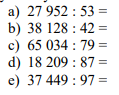 a) 27 952 : 53 =
b) 38 128 : 42 =
c) 65 034 : 79 =
d) 18 209 : 87 =
e) 37 449 : 97 =